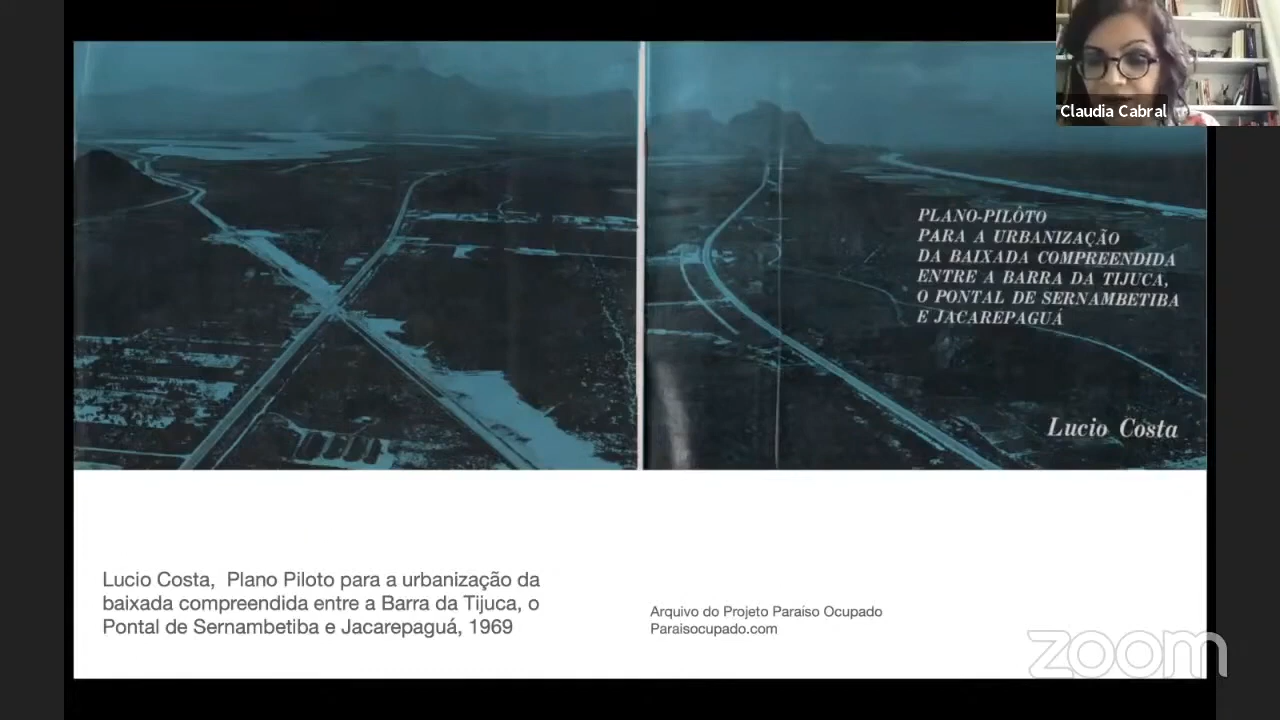 Claudia Cabral
PLANO-PILÔTO
PARA A URBANIZAÇÃO
DA BAIXADA COMPREENDIDA
ENTRE A BARRA DA TIJUCA,
O PONTAL DE SERNAMBETIBA
E JACAREPAGUÁ
Lucio Costa
Lucio Costa, Plano Piloto para a urbanização da
baixada compreendida entre a Barra da Tijuca, o
Pontal de Sernambetiba e Jacarepaguá, 1969
Arquivo do Projeto Paraíso Ocupado
Paraisocupado.com
zoom